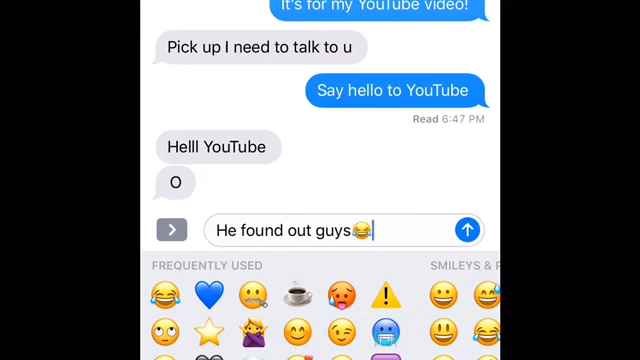 It's for my YouTube video!
Pick up I need to talk to u
Say hello to YouTube
Read 6:47 PM
Helll YouTube
O
He found out guys😂
FREQUENTLY USED
SMILEYS & P